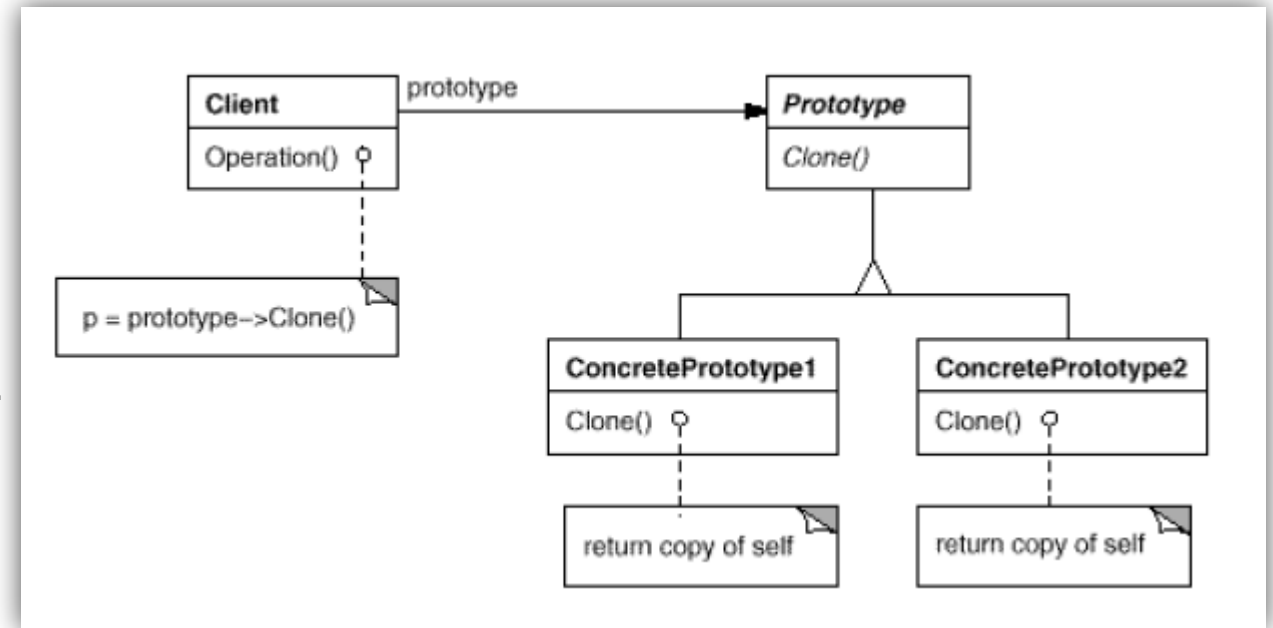 prototype
Client
Operation()
Prototype
Clone()
p = prototype->Clone()
ConcretePrototype1
Clone()
ConcretePrototype2
Clone()
return copy of self
return copy of self